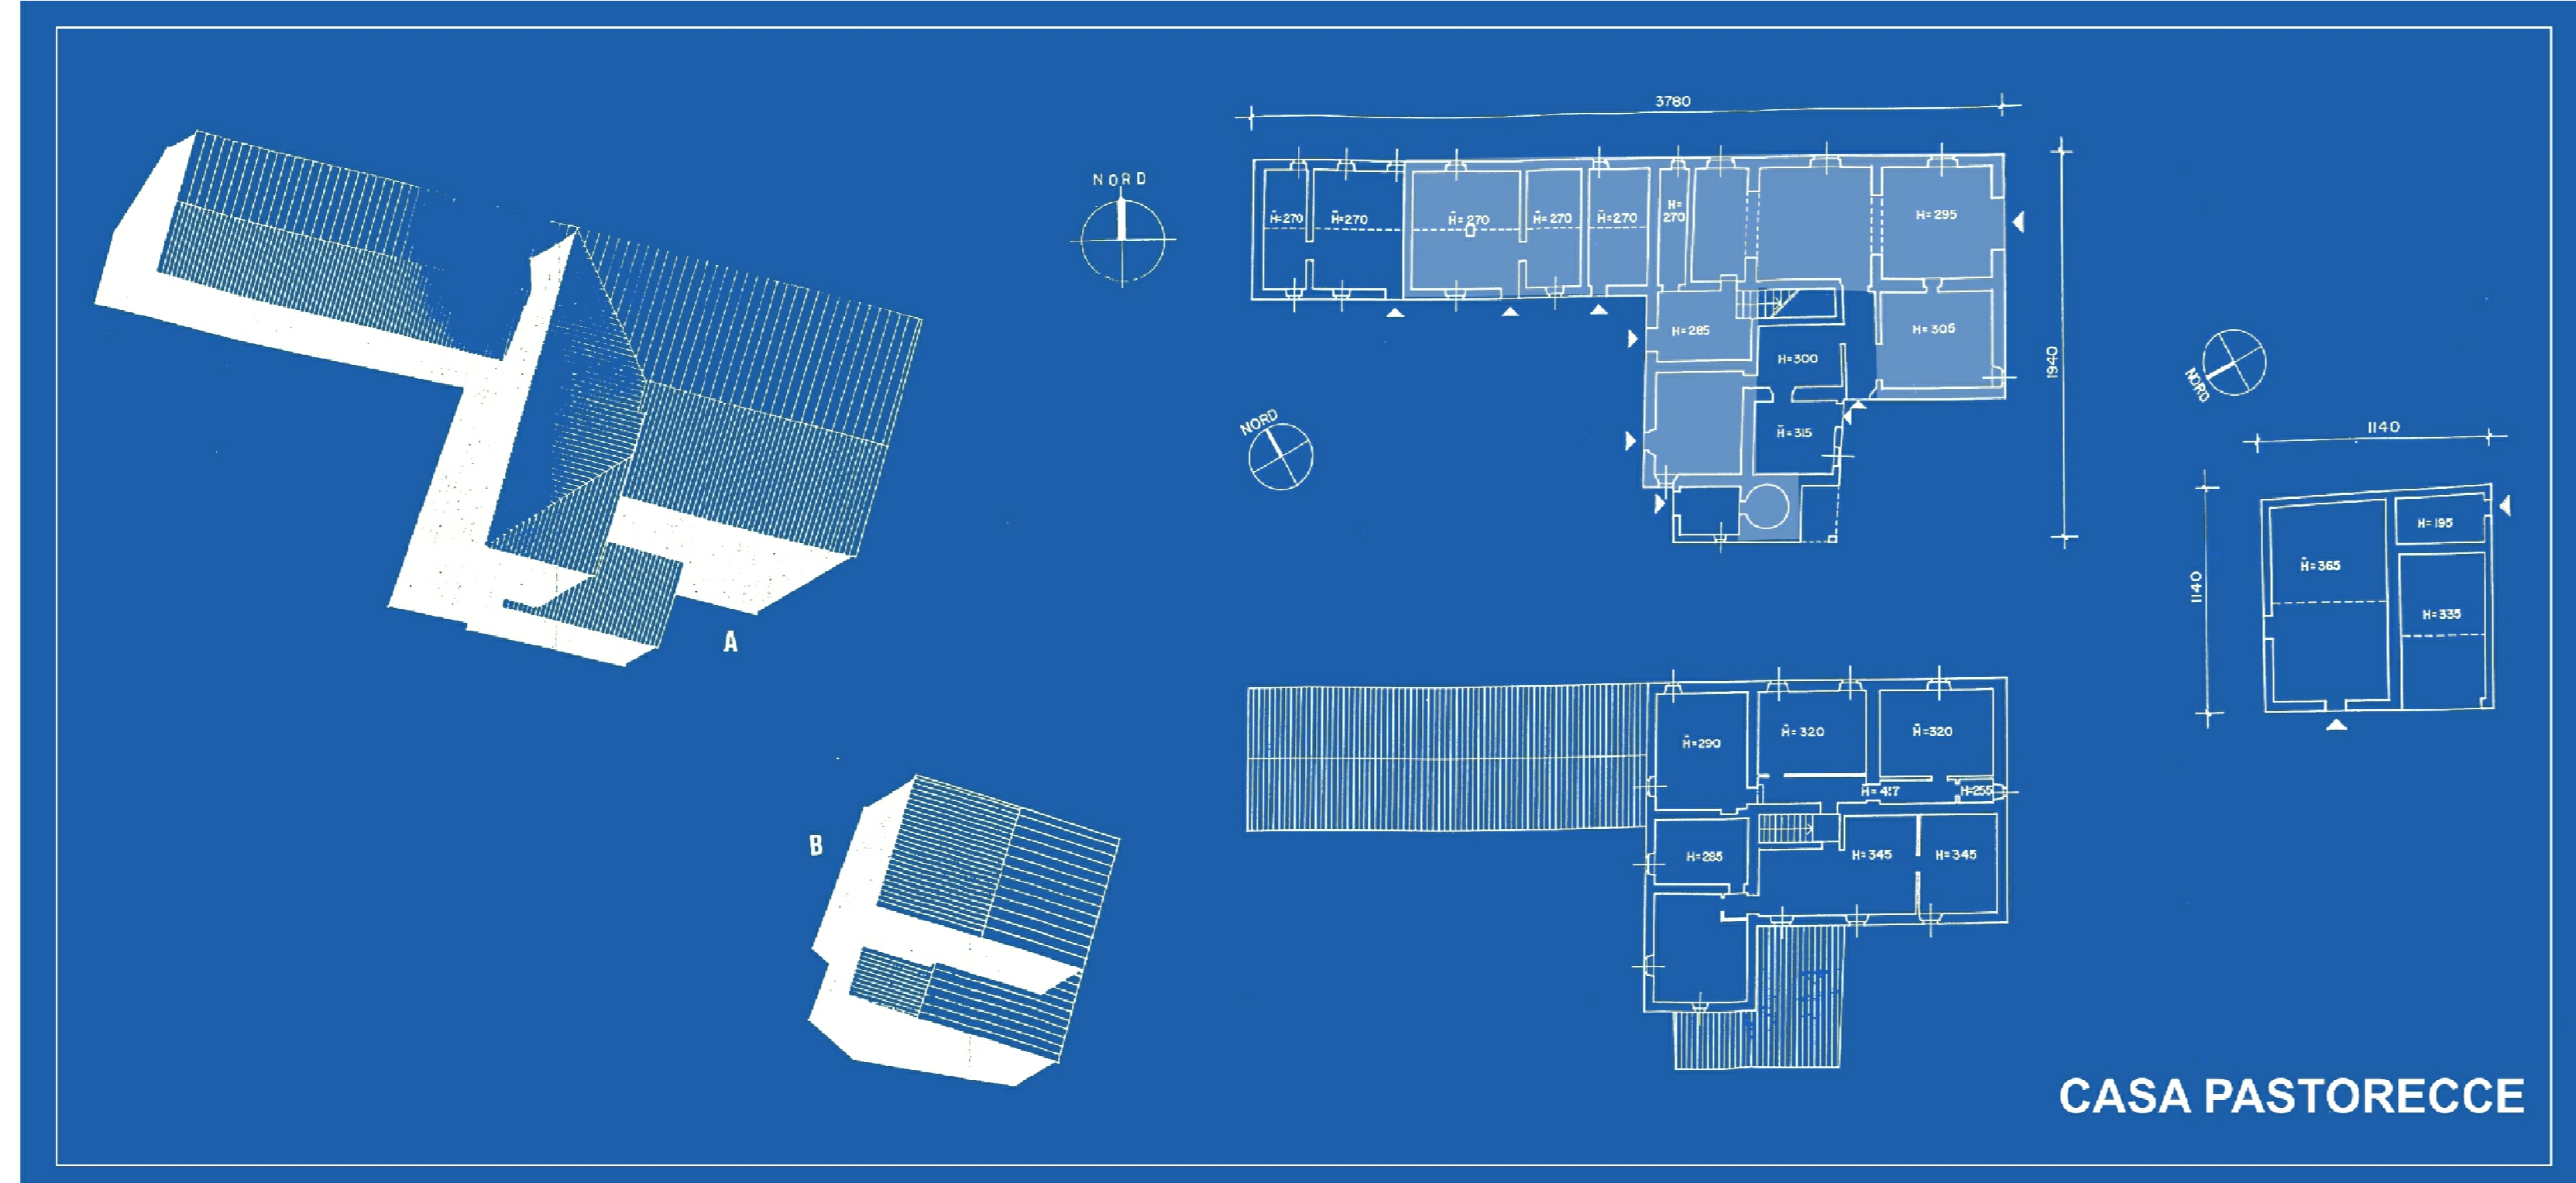 3780
NORD
H=270
H̄=270
H̄=270
H̄=270
H̄=270
H=
270
H=295
H=285
H=300
H=305
H̄=315
1940
NORD
NORD
1140
1140
H=195
H̄=365
H=335
A
B
H̄=290
H̄=320
H̄=320
H=417
H=255
H=285
H=345
H=345
CASA PASTORECCE